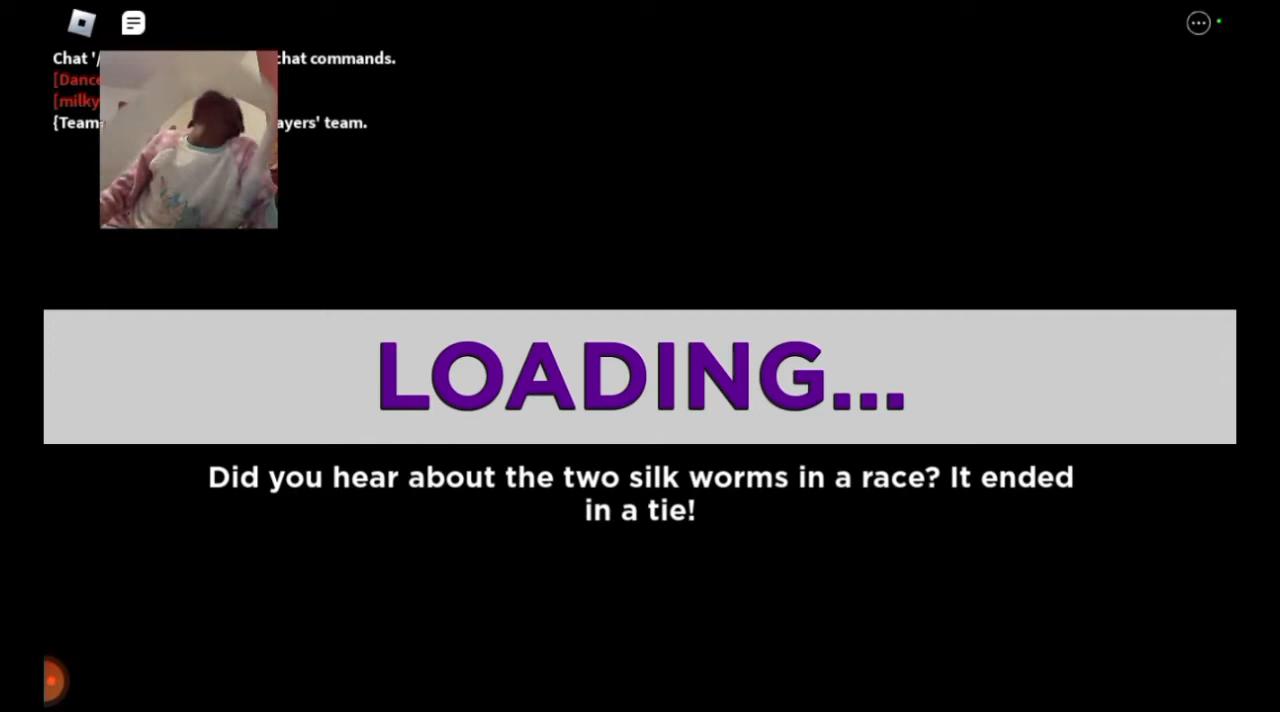 Chat '/ chat commands.
[Dance
[milky
{Team ayers' team.
LOADING...
Did you hear about the two silk worms in a race? It ended
in a tie!